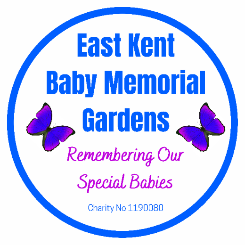 East Kent
Baby Memorial
Gardens
Remembering Our
Special Babies
Charity No 1190080